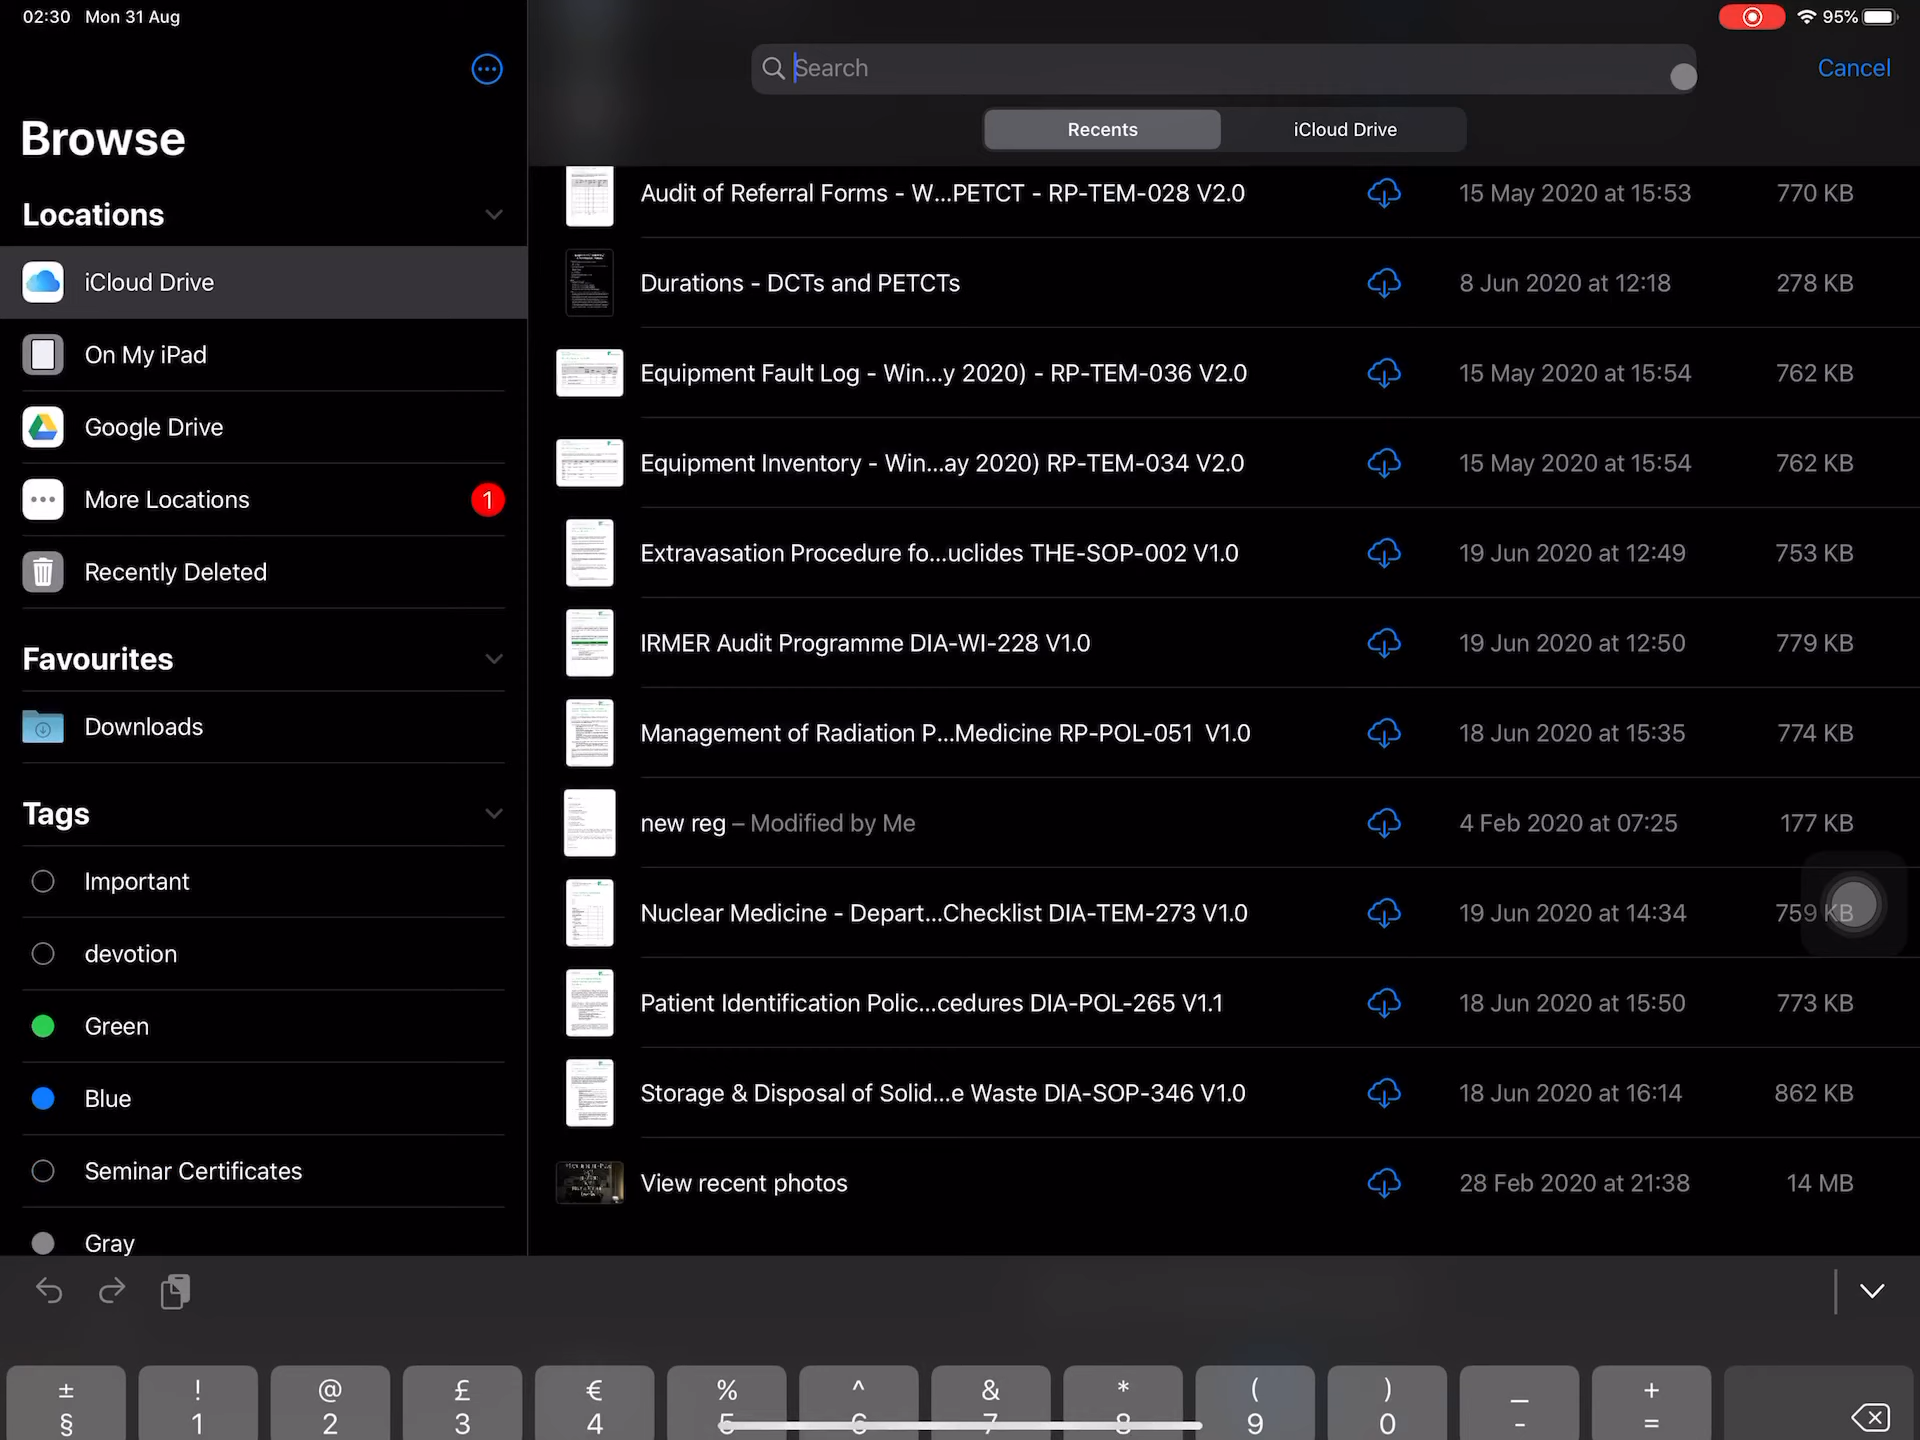 02:30 Mon 31 Aug
95%
Search
Cancel
Recents
iCloud Drive
Browse
Locations
iCloud Drive
On My iPad
Google Drive
More Locations
1
Recently Deleted
Favourites
Downloads
Tags
Important
devotion
Green
Blue
Seminar Certificates
Gray
Audit of Referral Forms - W...PETCT - RP-TEM-028 V2.0 15 May 2020 at 15:53 770 KB
Durations - DCTs and PETCTs 8 Jun 2020 at 12:18 278 KB
Equipment Fault Log - Win...y 2020) - RP-TEM-036 V2.0 15 May 2020 at 15:54 762 KB
Equipment Inventory - Win...ay 2020) RP-TEM-034 V2.0 15 May 2020 at 15:54 762 KB
Extravasation Procedure fo...uclides THE-SOP-002 V1.0 19 Jun 2020 at 12:49 753 KB
IRMER Audit Programme DIA-WI-228 V1.0 19 Jun 2020 at 12:50 779 KB
Management of Radiation P...Medicine RP-POL-051 V1.0 18 Jun 2020 at 15:35 774 KB
new reg – Modified by Me 4 Feb 2020 at 07:25 177 KB
Nuclear Medicine - Depart...Checklist DIA-TEM-273 V1.0 19 Jun 2020 at 14:34 759 KB
Patient Identification Polic...cedures DIA-POL-265 V1.1 18 Jun 2020 at 15:50 773 KB
Storage & Disposal of Solid...e Waste DIA-SOP-346 V1.0 18 Jun 2020 at 16:14 862 KB
View recent photos 28 Feb 2020 at 21:38 14 MB
± ! @ £ € % ^ & * ( ) _ +
§ 1 2 3 4 5 6 7 8 9 0 - =